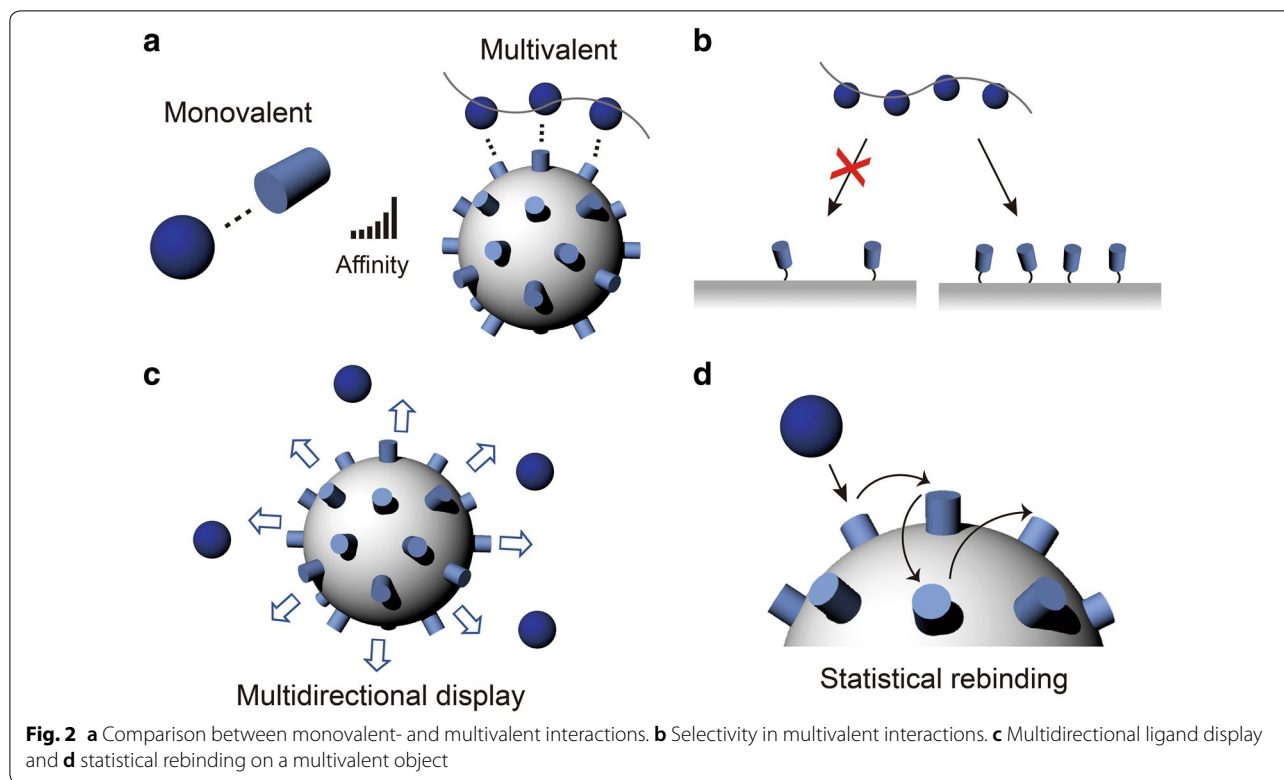 a
Monovalent
Multivalent
Affinity
b
c
Multidirectional display
d
Statistical rebinding
Fig. 2 a Comparison between monovalent- and multivalent interactions. b Selectivity in multivalent interactions. c Multidirectional ligand display
and d statistical rebinding on a multivalent object